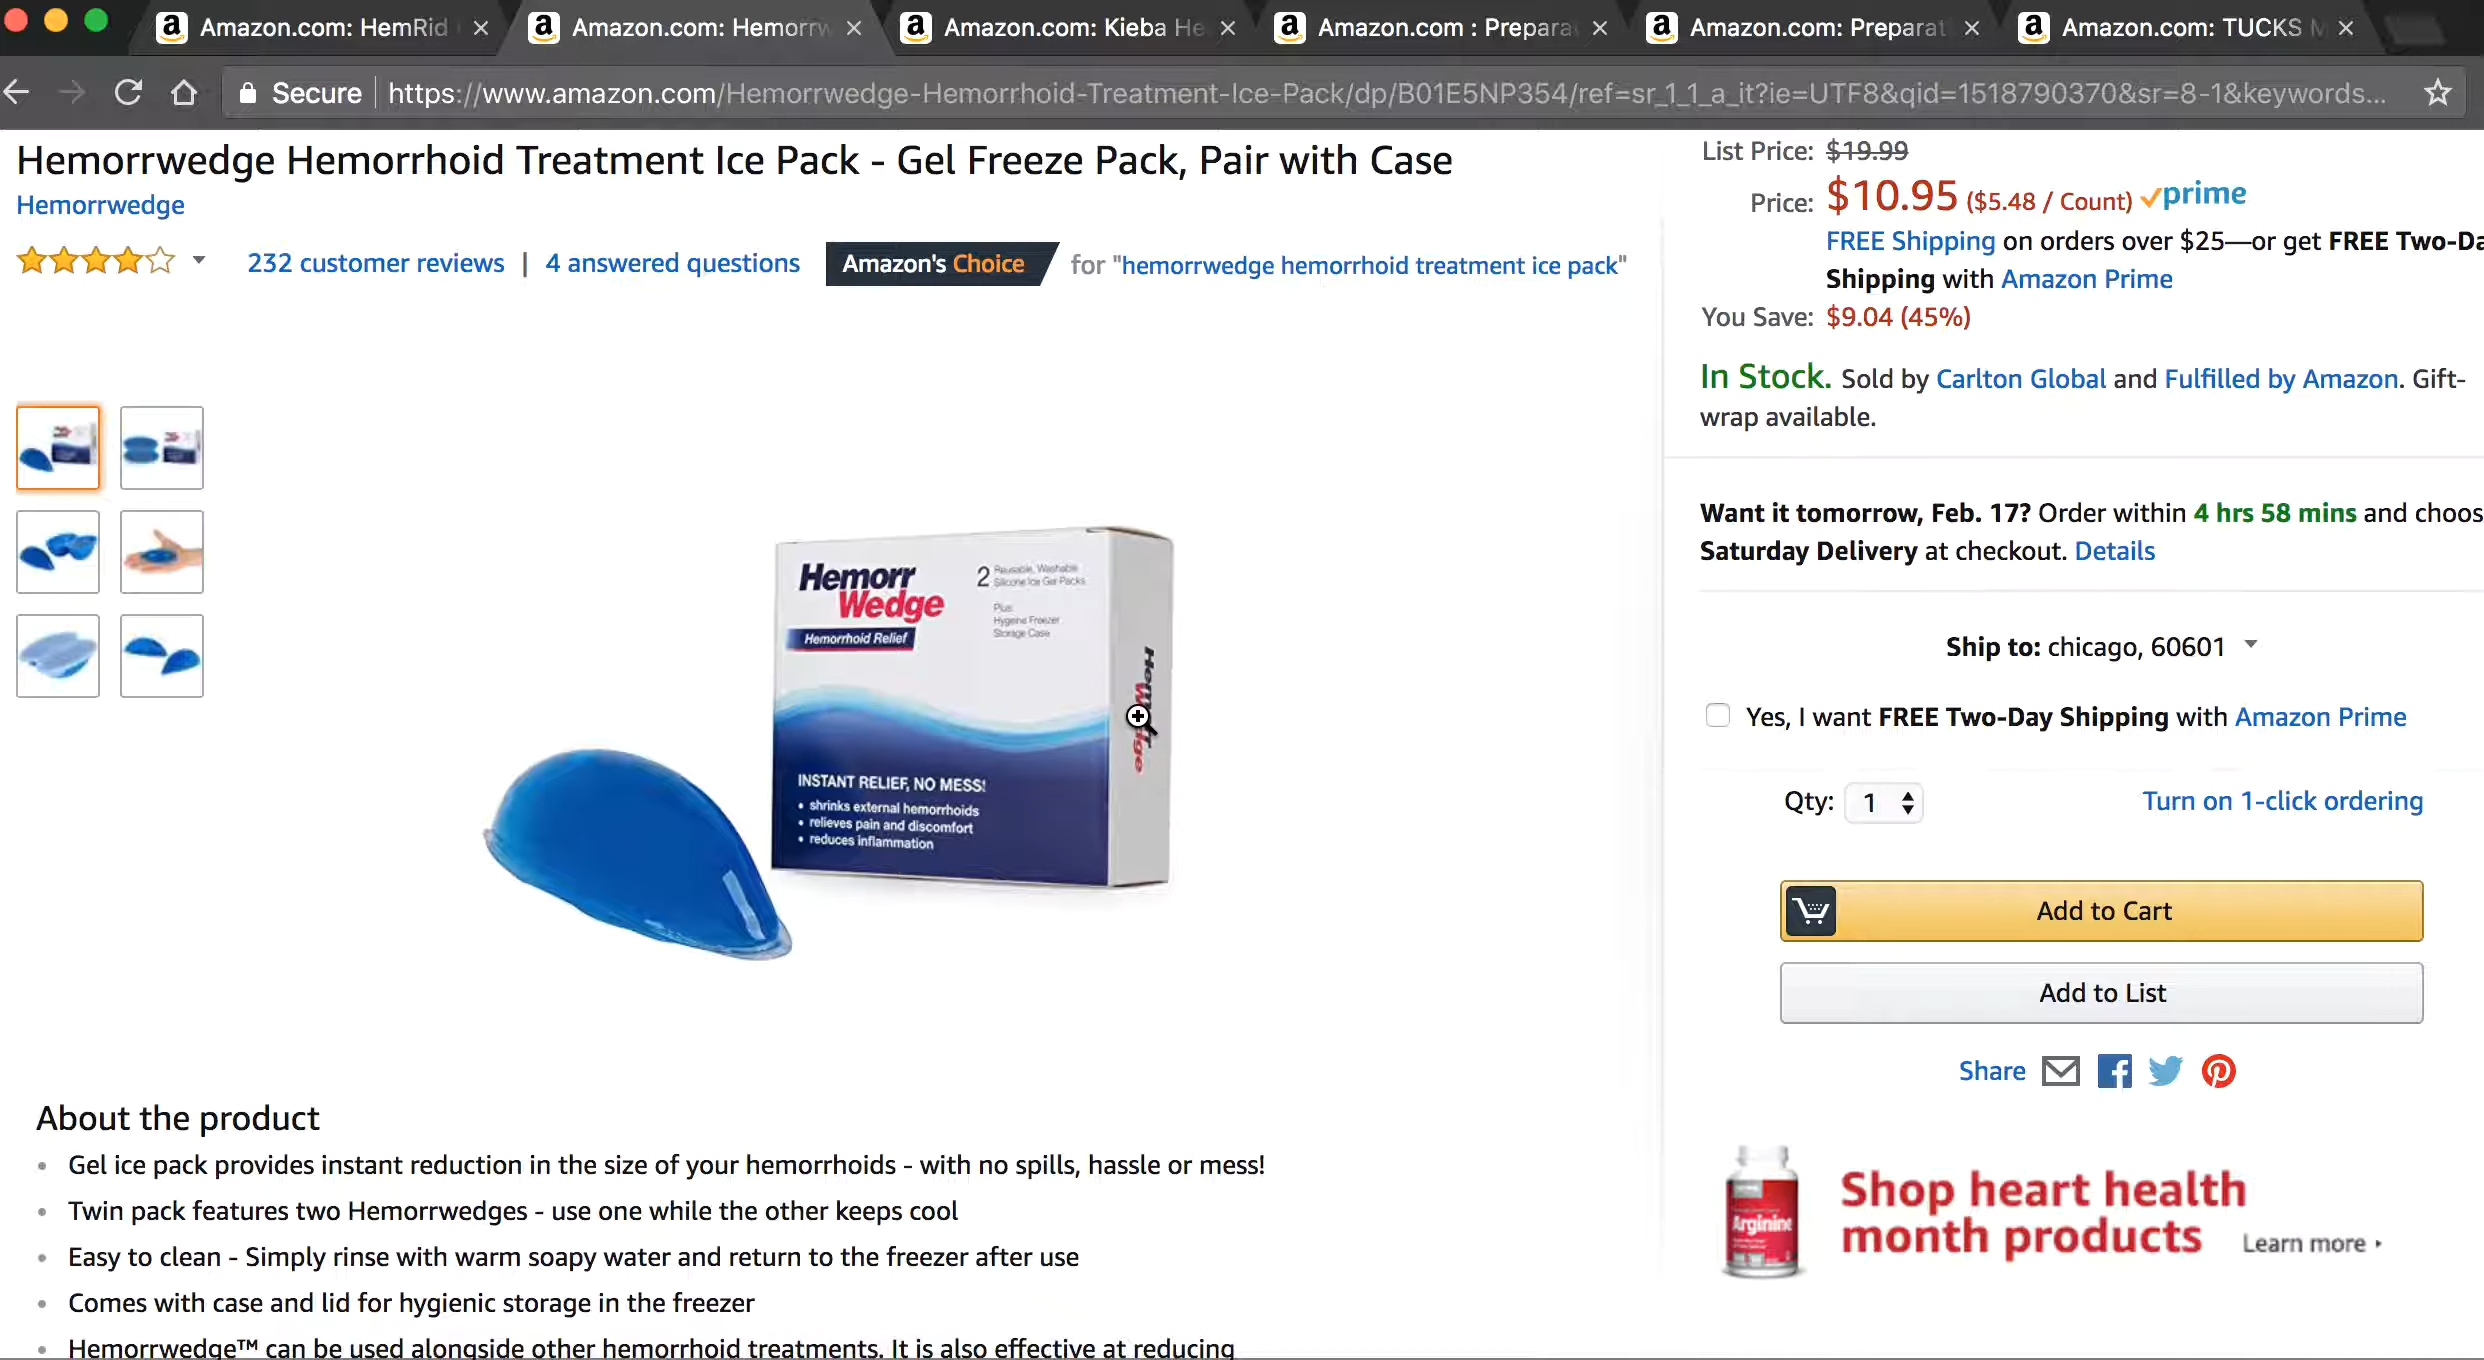 Amazon.com: HemRid
Amazon.com: Hemorrw
Amazon.com: Kieba He
Amazon.com : Prepara
Amazon.com: Preparat
Amazon.com: TUCKS M
Secure
https://www.amazon.com/Hemorrwedge-Hemorrhoid-Treatment-Ice-Pack/dp/B01E5NP354/ref=sr_1_1_a_it?ie=UTF8&qid=1518790370&sr=8-1&keywords...
Hemorrwedge Hemorrhoid Treatment Ice Pack - Gel Freeze Pack, Pair with Case
Hemorrwedge
232 customer reviews | 4 answered questions
Amazon's Choice for "hemorrwedge hemorrhoid treatment ice pack"
Hemorr
Wedge
Hemorrhoid Relief
2 Reusable, Washable
Silicone Ice Gel Packs
Plus
Hygeine Freezer
Storage Case
INSTANT RELIEF, NO MESS!
• shrinks external hemorrhoids
• relieves pain and discomfort
• reduces inflammation
About the product
• Gel ice pack provides instant reduction in the size of your hemorrhoids - with no spills, hassle or mess!
• Twin pack features two Hemorrwedges - use one while the other keeps cool
• Easy to clean - Simply rinse with warm soapy water and return to the freezer after use
• Comes with case and lid for hygienic storage in the freezer
• Hemorrwedge™ can be used alongside other hemorrhoid treatments. It is also effective at reducing
List Price: $19.99
Price: $10.95 ($5.48 / Count) prime
FREE Shipping on orders over $25—or get FREE Two-Da
Shipping with Amazon Prime
You Save: $9.04 (45%)
In Stock. Sold by Carlton Global and Fulfilled by Amazon. Gift-
wrap available.
Want it tomorrow, Feb. 17? Order within 4 hrs 58 mins and choos
Saturday Delivery at checkout. Details
Ship to: chicago, 60601
Yes, I want FREE Two-Day Shipping with Amazon Prime
Qty: 1
Turn on 1-click ordering
Add to Cart
Add to List
Share
Arginine
Shop heart health
month products
Learn more